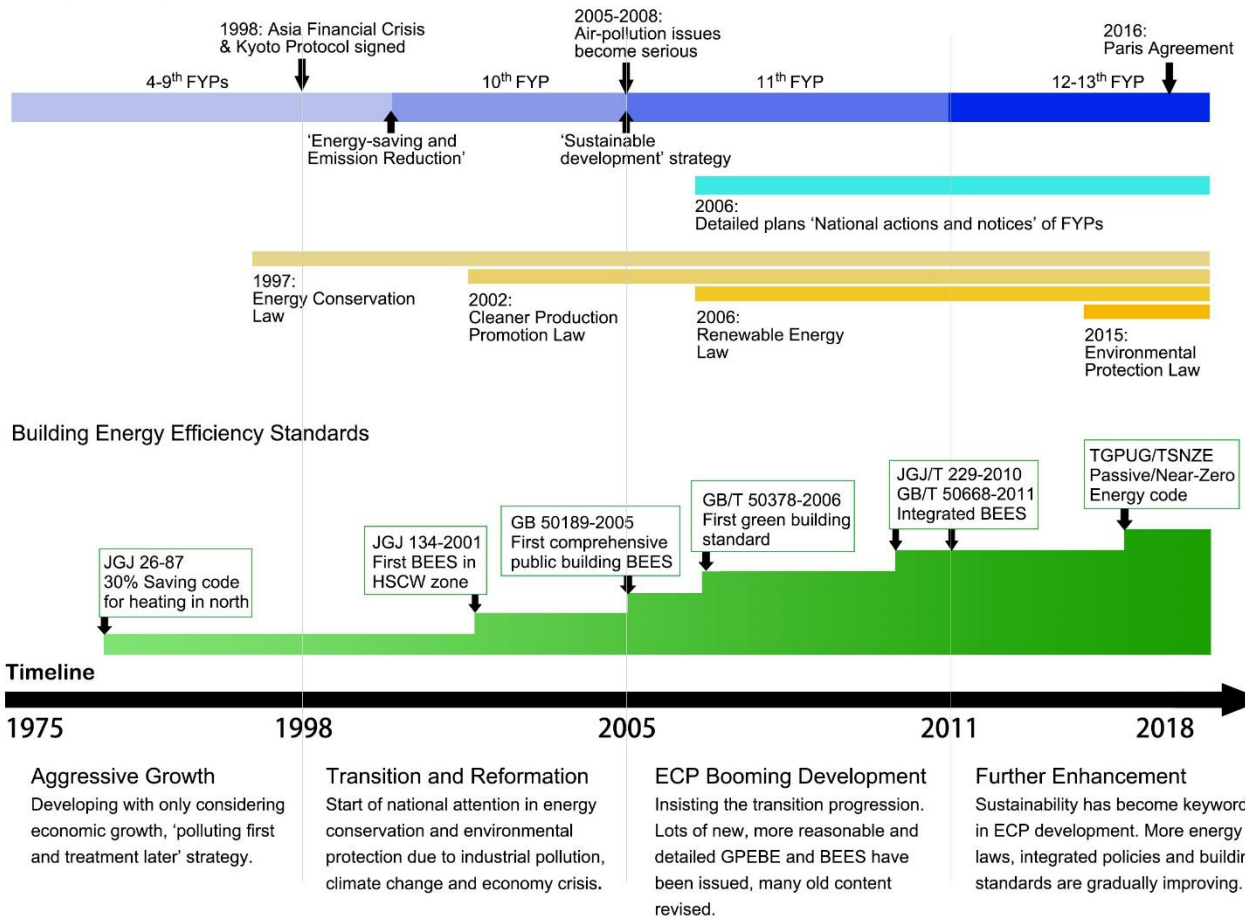 1998: Asia Financial Crisis
& Kyoto Protocol signed
2005-2008:
Air-pollution issues
become serious
2016:
Paris Agreement
4-9th FYPs
10th FYP
11th FYP
12-13th FYP
'Energy-saving and
Emission Reduction'
'Sustainable
development' strategy
2006:
Detailed plans 'National actions and notices' of FYPs
1997:
Energy Conservation
Law
2002:
Cleaner Production
Promotion Law
2006:
Renewable Energy
Law
2015:
Environmental
Protection Law
Building Energy Efficiency Standards
JGJ 26-87
30% Saving code
for heating in north
JGJ 134-2001
First BEES in
HSCW zone
GB 50189-2005
First comprehensive
public building BEES
GB/T 50378-2006
First green building
standard
JGJ/T 229-2010
GB/T 50668-2011
Integrated BEES
TGPUG/TSNZE
Passive/Near-Zero
Energy code
Timeline
1975
1998
2005
2011
2018
Aggressive Growth
Developing with only considering
economic growth, 'polluting first
and treatment later' strategy.
Transition and Reformation
Start of national attention in energy
conservation and environmental
protection due to industrial pollution,
climate change and economy crisis.
ECP Booming Development
Insisting the transition progression.
Lots of new, more reasonable and
detailed GPEBE and BEES have
been issued, many old content
revised.
Further Enhancement
Sustainability has become keyword
in ECP development. More energy
laws, integrated policies and buildin
standards are gradually improving.